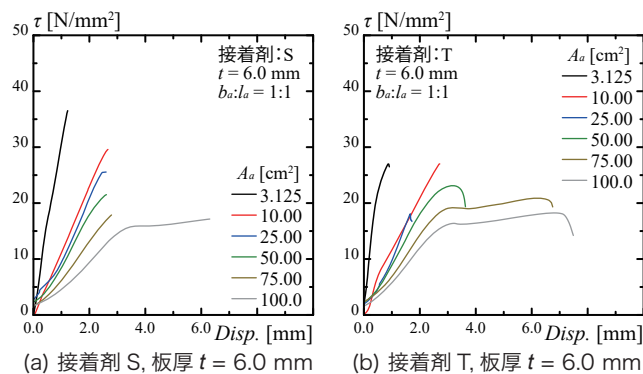 τ [N/mm²]
50
40
30
20
10
0
0.0
2.0
4.0
6.0
Disp. [mm]
接着剤:S
t = 6.0 mm
bₐ:lₐ = 1:1
Aₐ [cm²]
3.125
10.00
25.00
50.00
75.00
100.0
(a) 接着剤 S, 板厚 t = 6.0 mm
τ [N/mm²]
50
40
30
20
10
0
0.0
2.0
4.0
6.0
8.0
Disp. [mm]
接着剤:T
t = 6.0 mm
bₐ:lₐ = 1:1
Aₐ [cm²]
3.125
10.00
25.00
50.00
75.00
100.0
(b) 接着剤 T, 板厚 t = 6.0 mm